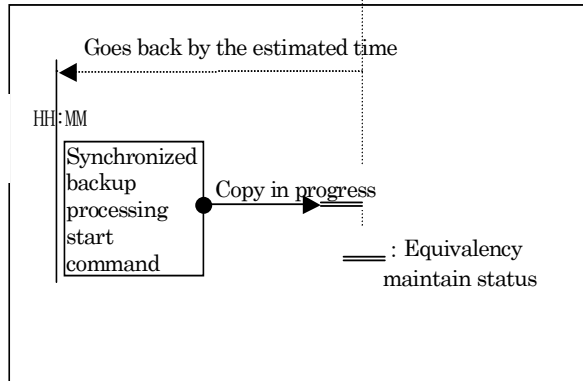 Goes back by the estimated time
HH:MM
Synchronized
backup
processing
start
command
Copy in progress
: Equivalency
maintain status